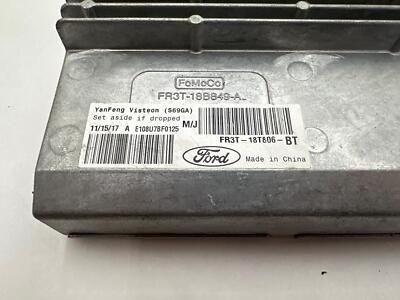 FoMoCo
FR3T-18B849-A
YanFeng Visteon (S69GA)
Set aside if dropped
11/15/17 A E108U78F0125 M/J
FR3T-18T806-BT
Ford
Made in China